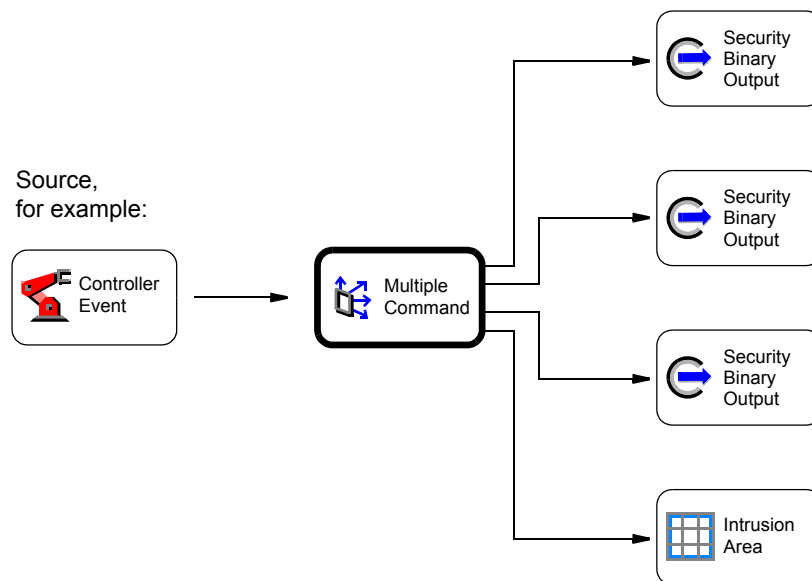 Security
Binary
Output
Security
Binary
Output
Source,
for example:
Controller
Event
Multiple
Command
Security
Binary
Output
Intrusion
Area